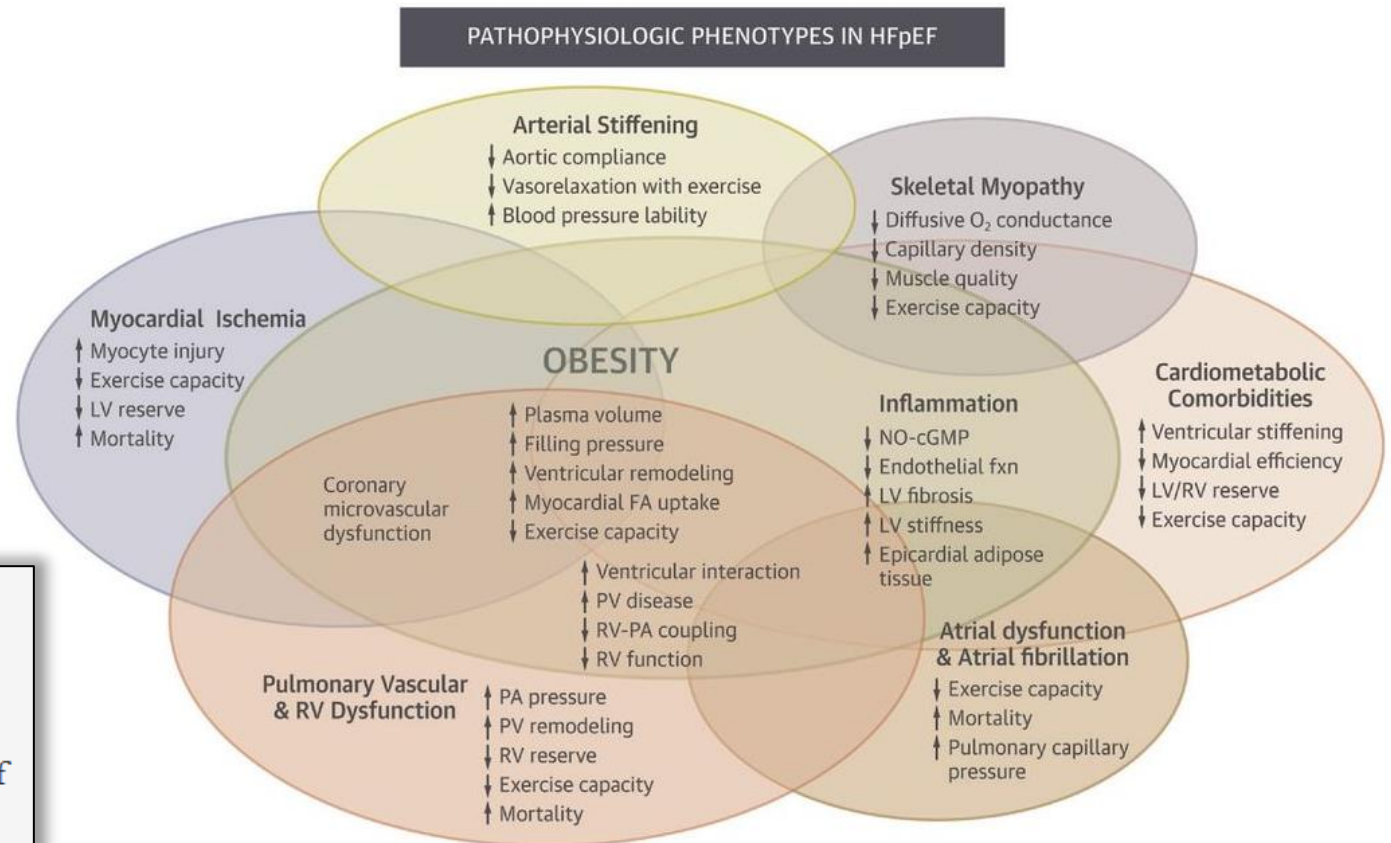 PATHOPHYSIOLOGIC PHENOTYPES IN HFpEF
Arterial Stiffening
↓ Aortic compliance
↓ Vasorelaxation with exercise
↑ Blood pressure lability
Skeletal Myopathy
↓ Diffusive O₂ conductance
↓ Capillary density
↓ Muscle quality
↓ Exercise capacity
Myocardial Ischemia
↑ Myocyte injury
↓ Exercise capacity
↓ LV reserve
↑ Mortality
OBESITY
↑ Plasma volume
↑ Filling pressure
↑ Ventricular remodeling
↑ Myocardial FA uptake
↓ Exercise capacity
Coronary
microvascular
dysfunction
Inflammation
↓ NO-cGMP
↓ Endothelial fxn
↑ LV fibrosis
↑ LV stiffness
↑ Epicardial adipose
tissue
Cardiometabolic
Comorbidities
↑ Ventricular stiffening
↓ Myocardial efficiency
↓ LV/RV reserve
↓ Exercise capacity
↑ Ventricular interaction
↑ PV disease
↓ RV-PA coupling
↓ RV function
Pulmonary Vascular
& RV Dysfunction
↑ PA pressure
↑ PV remodeling
↓ RV reserve
↓ Exercise capacity
↑ Mortality
Atrial dysfunction
& Atrial fibrillation
↓ Exercise capacity
↑ Mortality
↑ Pulmonary capillary
pressure